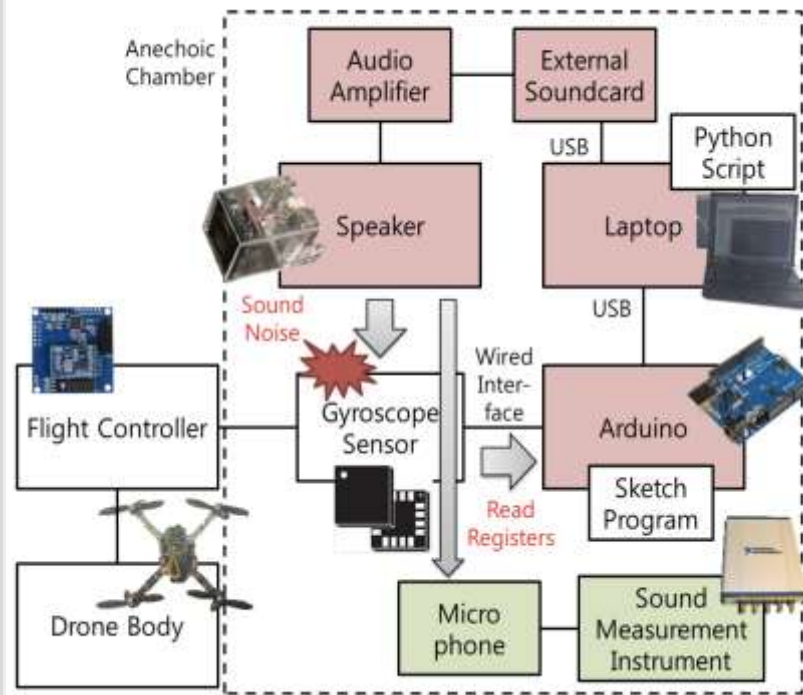 Anechoic
Chamber
Audio
Amplifier
External
Soundcard
USB
Python
Script
Speaker
Laptop
Sound
Noise
USB
Wired
Inter-
face
Flight Controller
Gyroscope
Sensor
Arduino
Read
Registers
Sketch
Program
Drone Body
Micro
phone
Sound
Measurement
Instrument